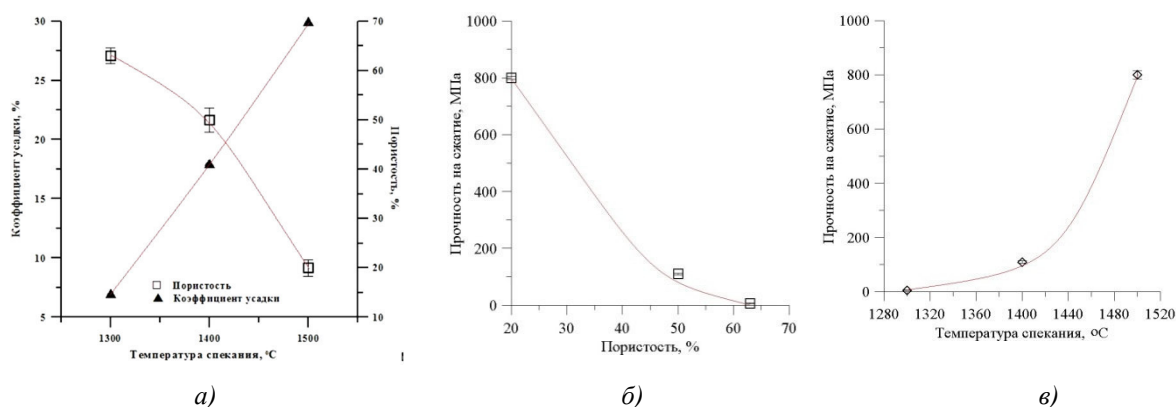 30
25
20
15
10
5
Коэффициент усадки, %
70
60
50
40
30
20
10
Пористость, %
Пористость
Коэффициент усадки
1300 1400 1500
Температура спекания, °C
а)
1000
800
600
400
200
0
Прочность на сжатие, МПа
20 30 40 50 60 70
Пористость, %
б)
1000
800
600
400
200
0
Прочность на сжатие, МПа
1280 1320 1360 1400 1440 1480 1520
Температура спекания, °C
в)